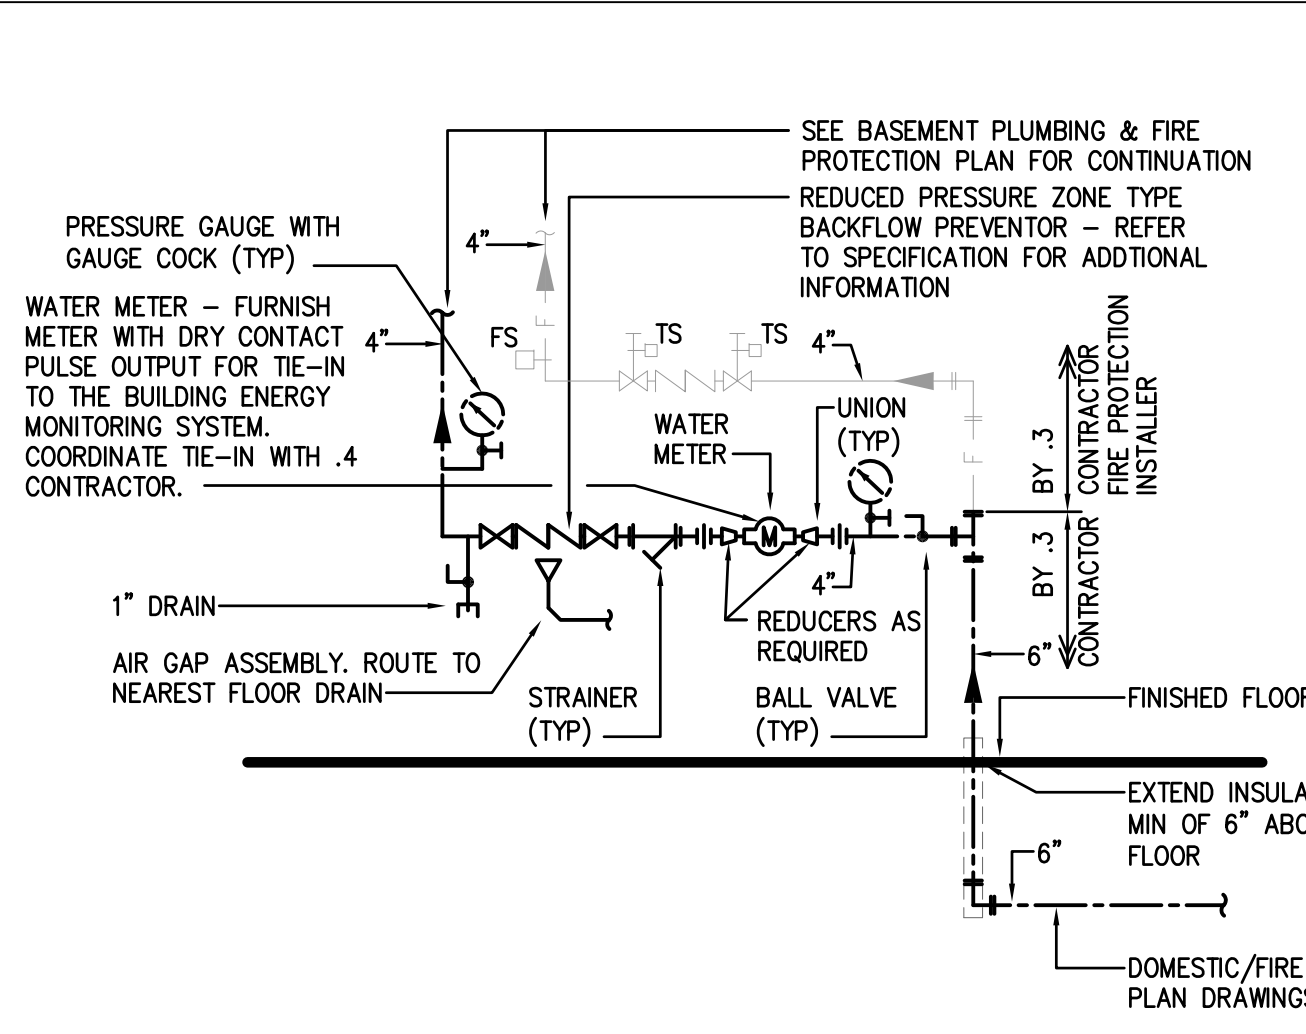 SEE BASEMENT PLUMBING & FIRE
PROTECTION PLAN FOR CONTINUATION
REDUCED PRESSURE ZONE TYPE
BACKFLOW PREVENTOR – REFER
TO SPECIFICATION FOR ADDTIONAL
INFORMATION
PRESSURE GAUGE WITH
GAUGE COCK (TYP)
4"
WATER METER – FURNISH
METER WITH DRY CONTACT
PULSE OUTPUT FOR TIE–IN
TO THE BUILDING ENERGY
MONITORING SYSTEM.
COORDINATE TIE–IN WITH .4
CONTRACTOR.
4"
FS
TS
TS
4"
WATER
METER
UNION
(TYP)
BY .3
CONTRACTOR
FIRE PROTECTION
INSTALLER
BY .3
CONTRACTOR
M
4"
1" DRAIN
REDUCERS AS
REQUIRED
AIR GAP ASSEMBLY. ROUTE TO
NEAREST FLOOR DRAIN
STRAINER
(TYP)
BALL VALVE
(TYP)
6"
FINISHED FLOOR
EXTEND INSULA
MIN OF 6" ABO
FLOOR
6"
DOMESTIC/FIRE
PLAN DRAWINGS